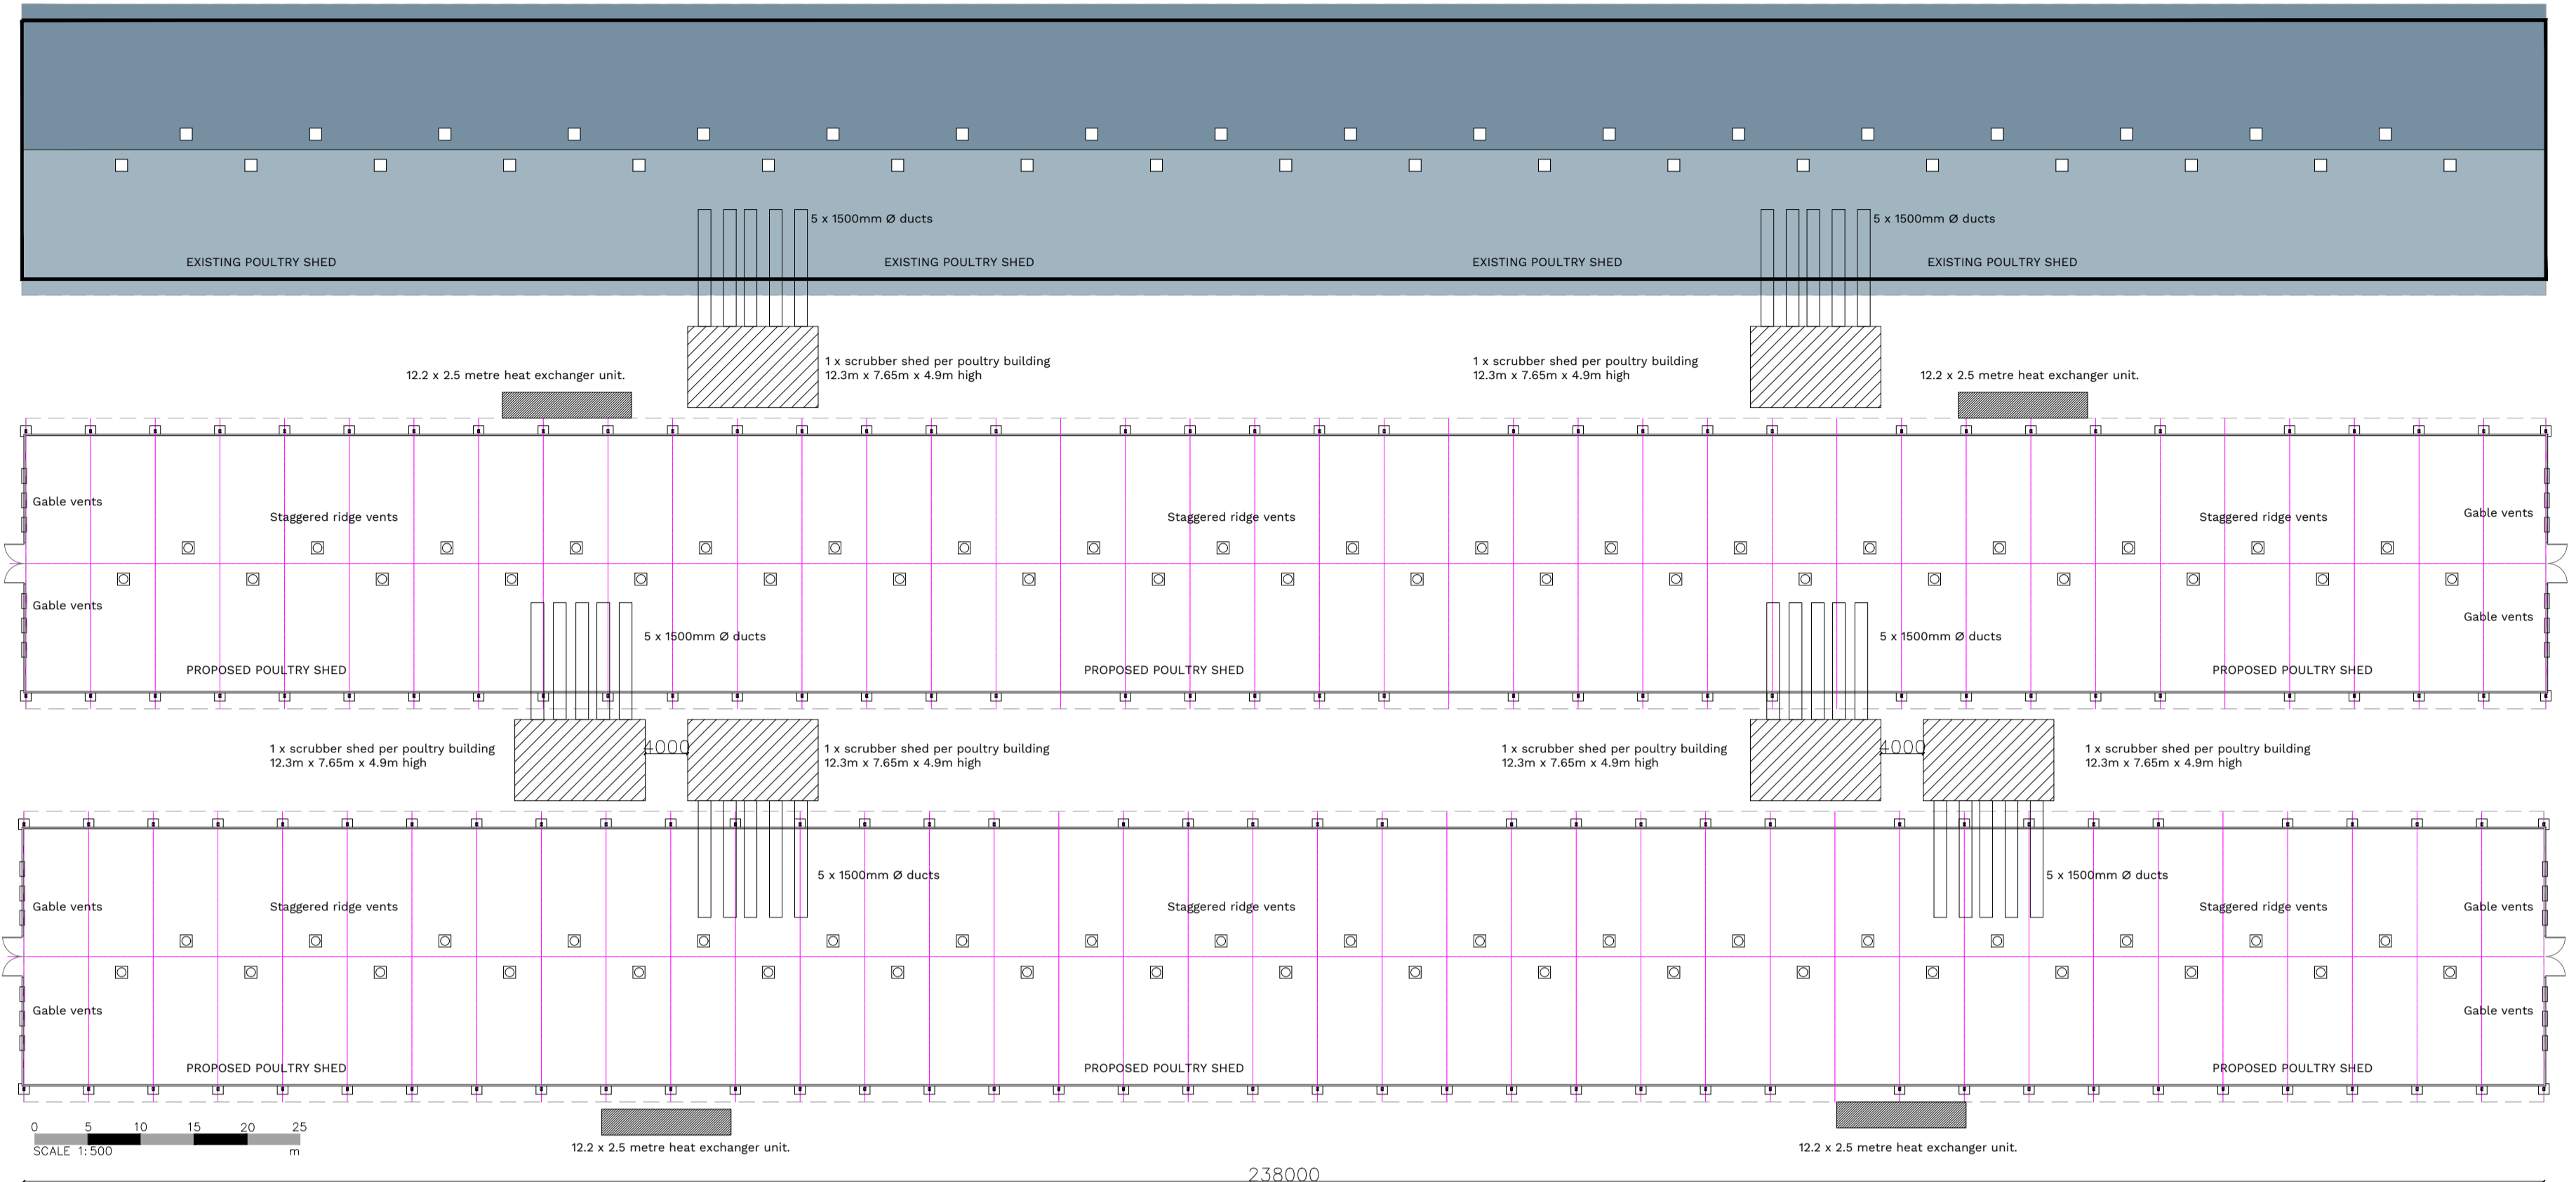 5 x 1500mm Ø ducts
5 x 1500mm Ø ducts
EXISTING POULTRY SHED
EXISTING POULTRY SHED
EXISTING POULTRY SHED
EXISTING POULTRY SHED
1 x scrubber shed per poultry building
12.3m x 7.65m x 4.9m high
1 x scrubber shed per poultry building
12.3m x 7.65m x 4.9m high
12.2 x 2.5 metre heat exchanger unit.
12.2 x 2.5 metre heat exchanger unit.
Gable vents
Staggered ridge vents
Staggered ridge vents
Staggered ridge vents
Gable vents
Gable vents
Gable vents
5 x 1500mm Ø ducts
5 x 1500mm Ø ducts
PROPOSED POULTRY SHED
PROPOSED POULTRY SHED
PROPOSED POULTRY SHED
1 x scrubber shed per poultry building
12.3m x 7.65m x 4.9m high
4000
1 x scrubber shed per poultry building
12.3m x 7.65m x 4.9m high
1 x scrubber shed per poultry building
12.3m x 7.65m x 4.9m high
4000
1 x scrubber shed per poultry building
12.3m x 7.65m x 4.9m high
5 x 1500mm Ø ducts
5 x 1500mm Ø ducts
Gable vents
Staggered ridge vents
Staggered ridge vents
Staggered ridge vents
Gable vents
Gable vents
Gable vents
PROPOSED POULTRY SHED
PROPOSED POULTRY SHED
PROPOSED POULTRY SHED
0 5 10 15 20 25
SCALE 1:500 m
12.2 x 2.5 metre heat exchanger unit.
12.2 x 2.5 metre heat exchanger unit.
238000